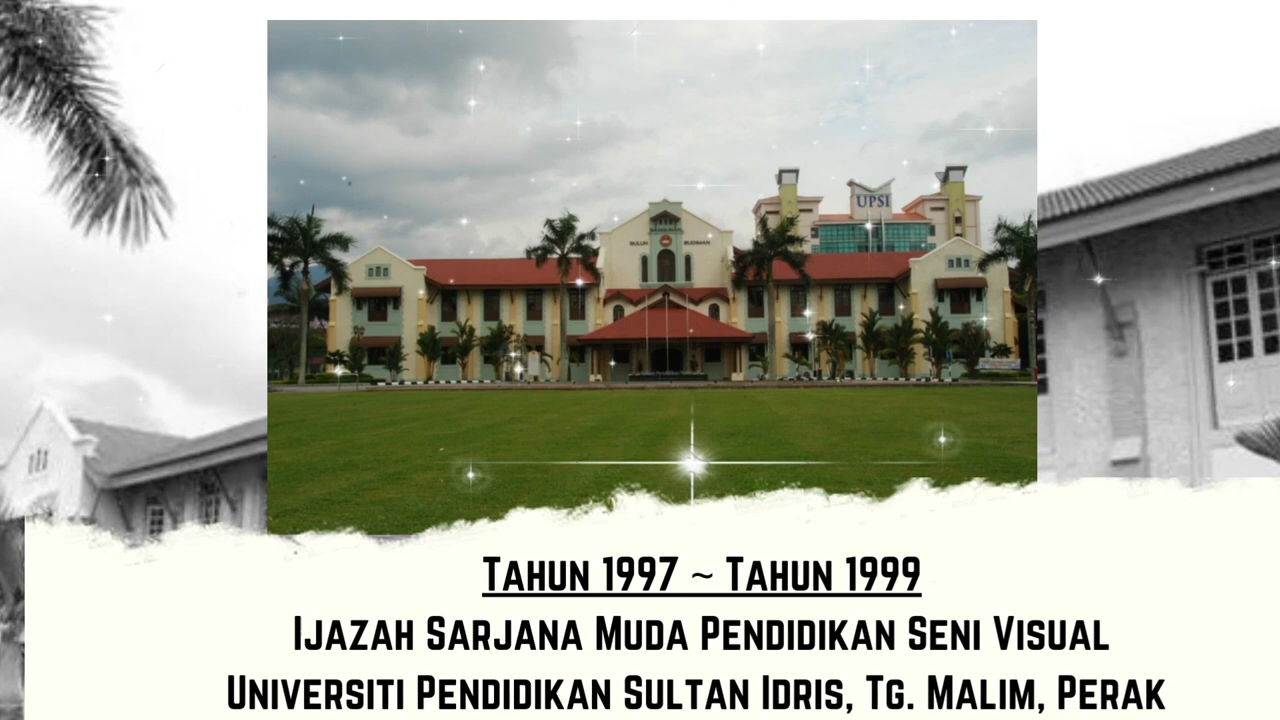 UPSI
SULUH BUDIMAN
TAHUN 1997 ~ TAHUN 1999
IJAZAH SARJANA MUDA PENDIDIKAN SENI VISUAL
UNIVERSITI PENDIDIKAN SULTAN IDRIS, TG. MALIM, PERAK